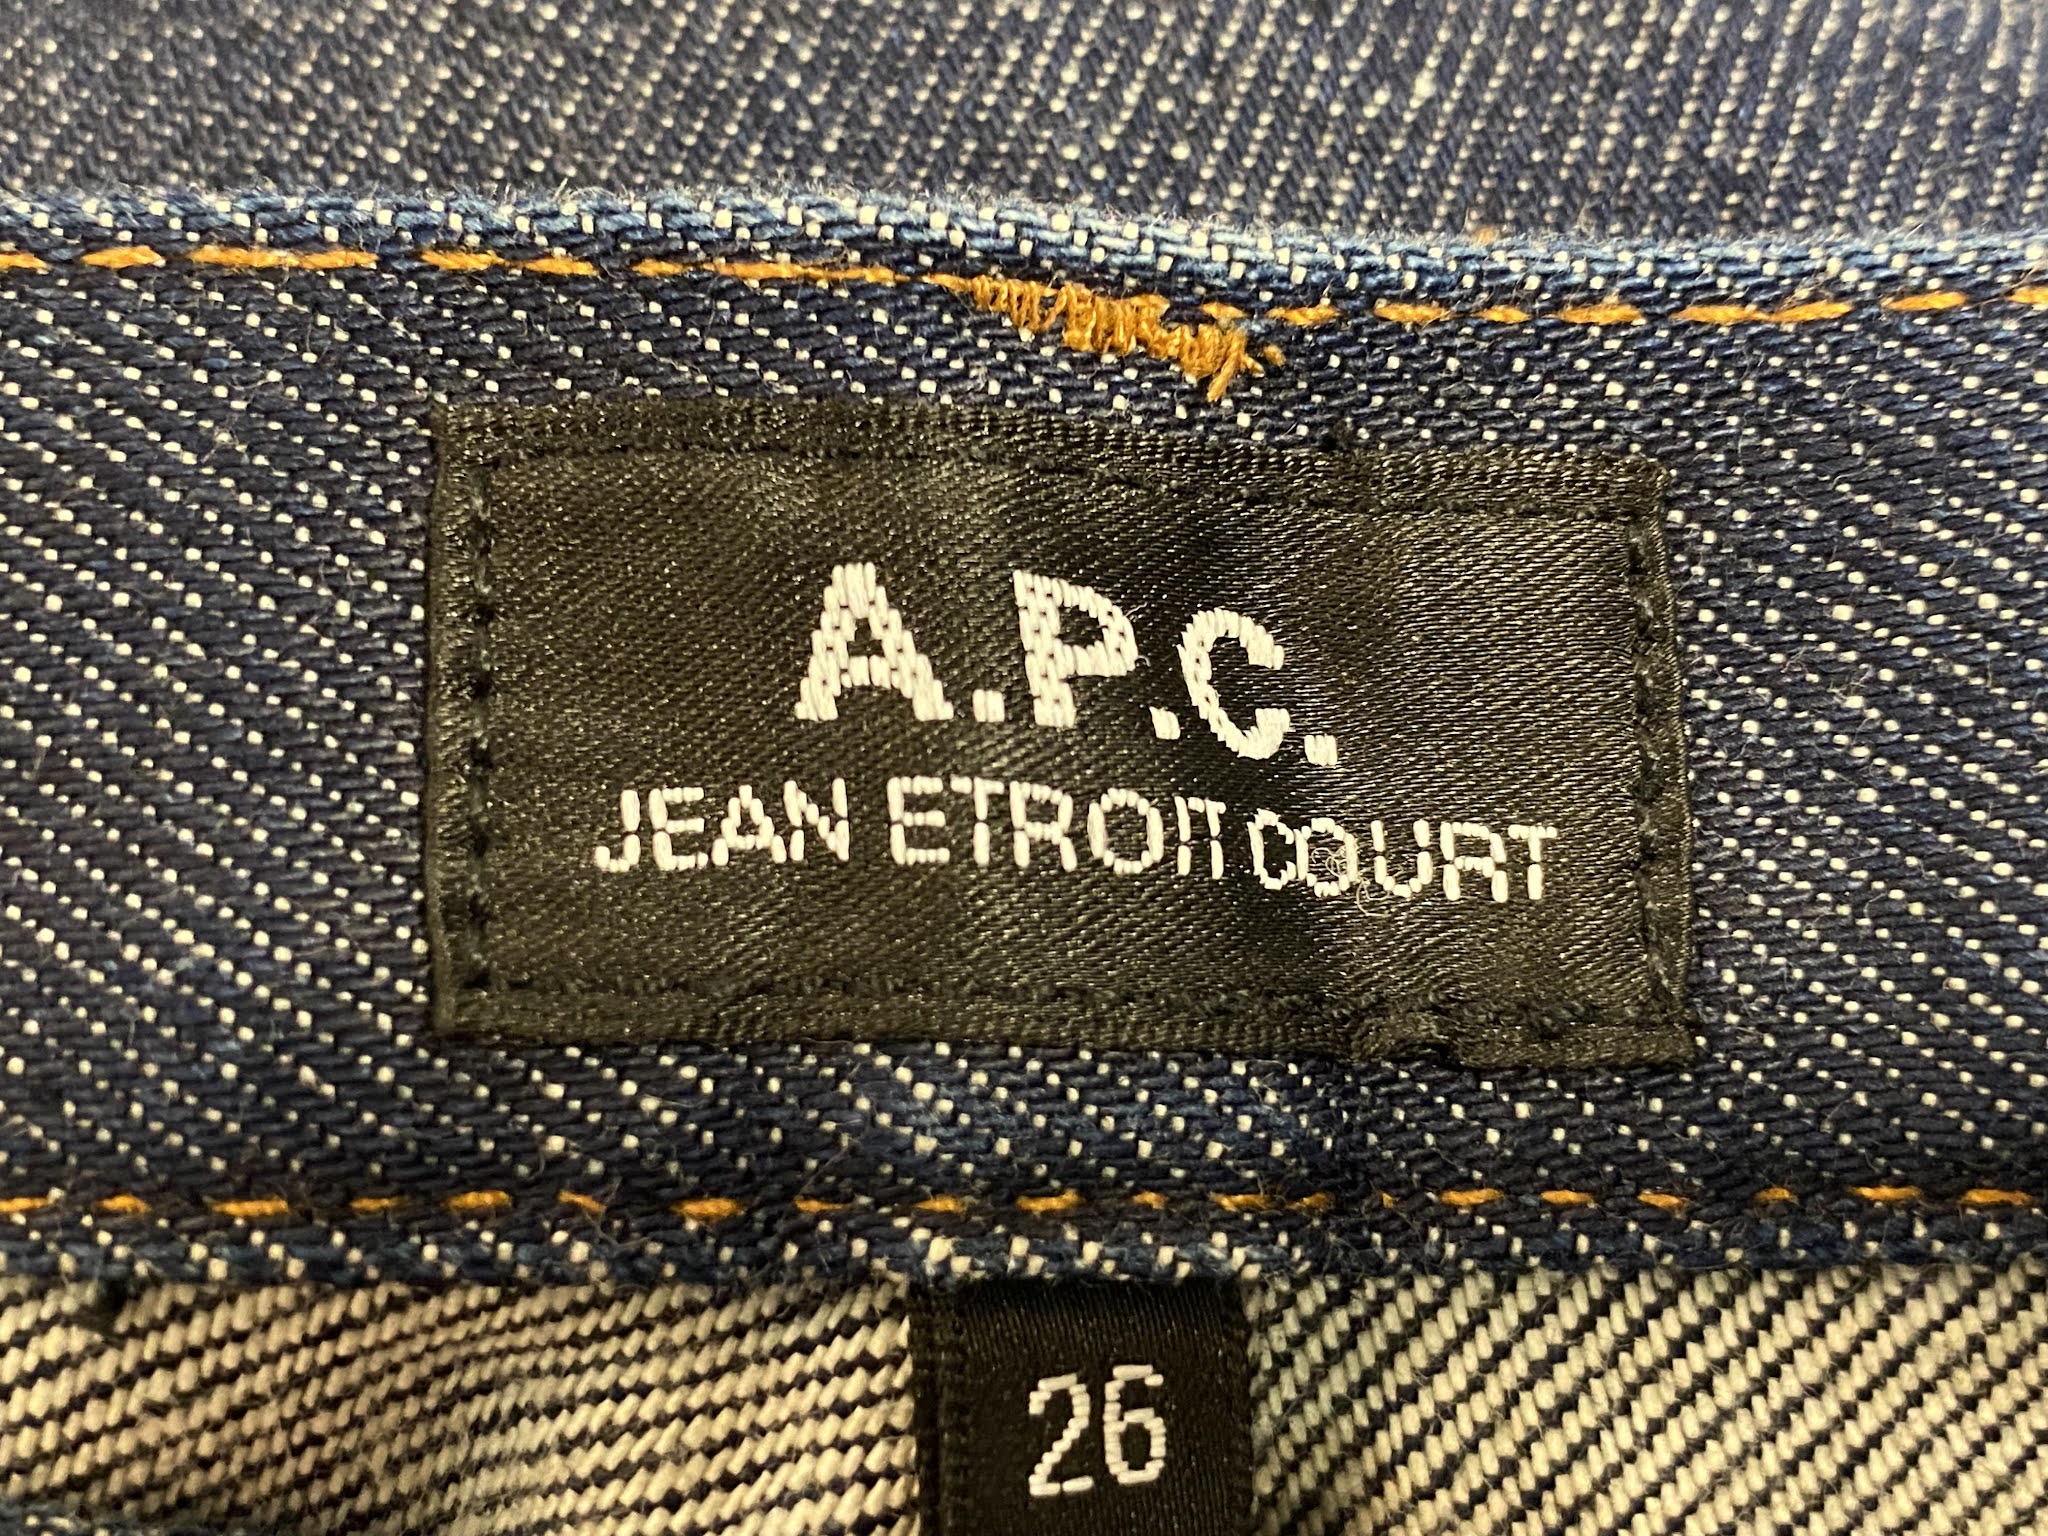 A.P.C.
JEAN ETROIT COURT
26